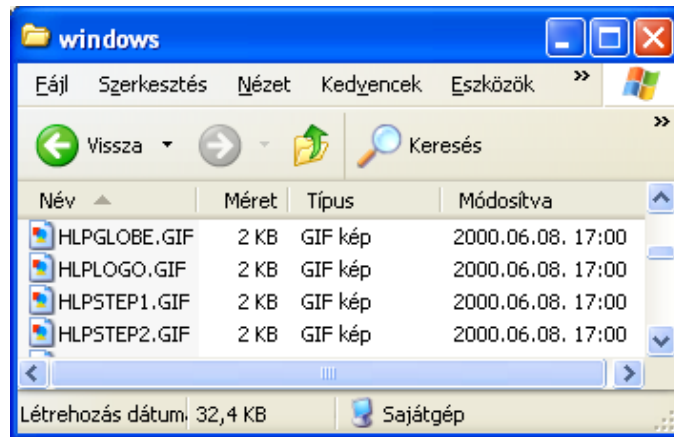 windows
Fájl Szerkesztés Nézet Kedvencek Eszközök »
Vissza Keresés »
Név Méret Típus Módosítva
HLPGLOBE.GIF 2 KB GIF kép 2000.06.08. 17:00
HLPLOGO.GIF 2 KB GIF kép 2000.06.08. 17:00
HLPSTEP1.GIF 2 KB GIF kép 2000.06.08. 17:00
HLPSTEP2.GIF 2 KB GIF kép 2000.06.08. 17:00
Létrehozás dátum 32,4 KB Sajátgép